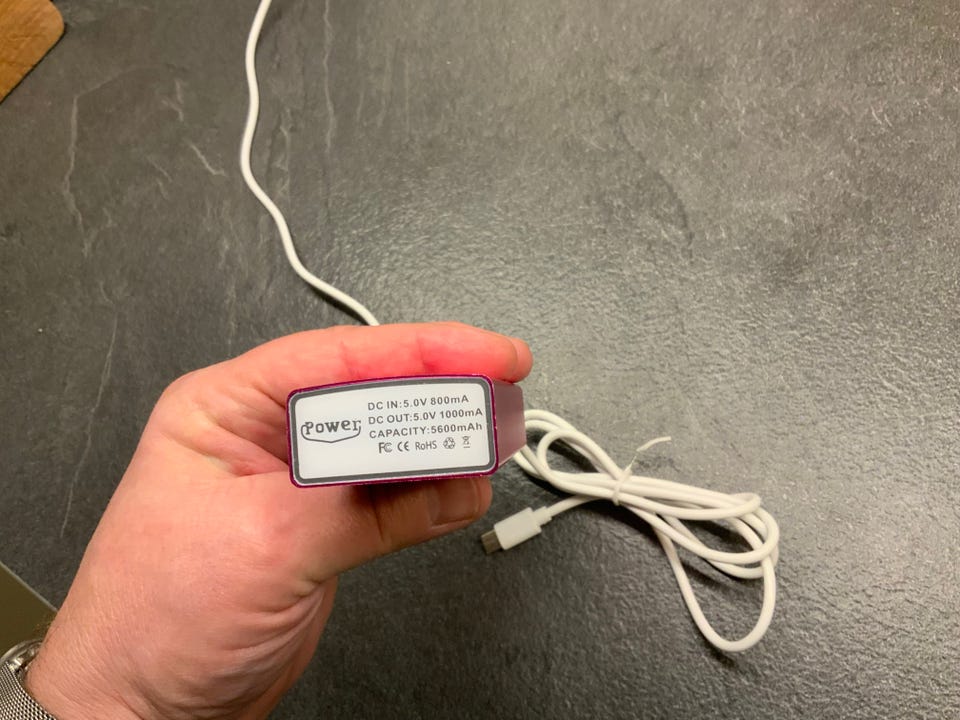 Power
DC IN:5.0V 800mA
DC OUT:5.0V 1000mA
CAPACITY:5600mAh
FC CE RoHS